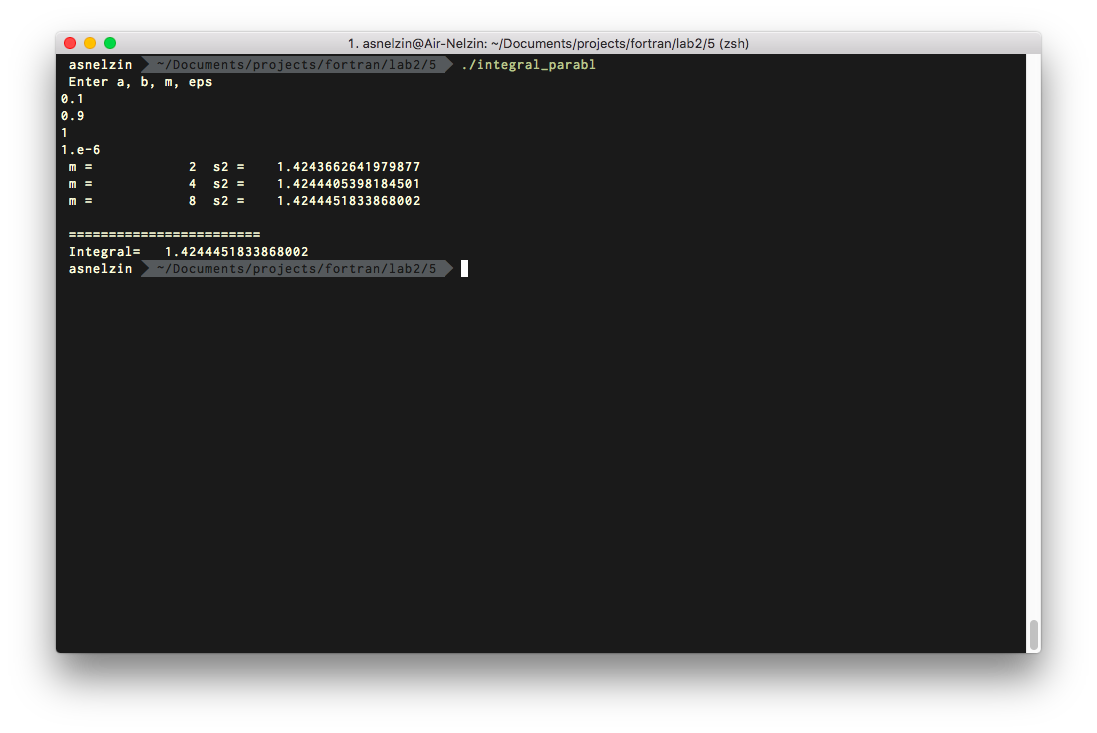 1. asnelzin@Air-Nelzin: ~/Documents/projects/fortran/lab2/5 (zsh)
asnelzin ~/Documents/projects/fortran/lab2/5 ./integral_parabl
Enter a, b, m, eps
0.1
0.9
1
1.e-6
m = 2 s2 = 1.4243662641979877
m = 4 s2 = 1.4244405398184501
m = 8 s2 = 1.4244451833868002
========================
Integral= 1.4244451833868002
asnelzin ~/Documents/projects/fortran/lab2/5